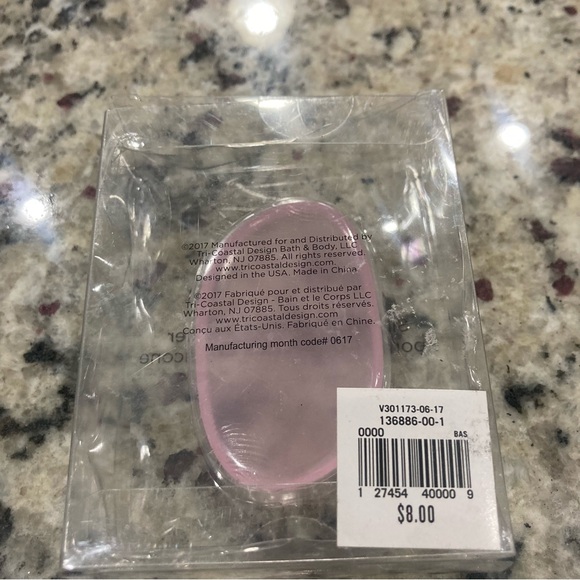 ©2017 Manufactured for and Distributed by
Tri-Coastal Design Bath & Body, LLC
Wharton, NJ 07885. All rights reserved.
www.tricoastaldesign.com.
Designed in the USA. Made in China
©2017 Fabriqué pour et distribué par
Tri-Coastal Design - Bain et le Corps LLC
Wharton, NJ 07885. Tous droits réservés.
www.tricoastaldesign.com
Conçu aux États-Unis. Fabriqué en Chine.
Manufacturing month code# 0617
V301173-06-17
136886-00-1
0000 BAS
1 27454 40000 9
$8.00